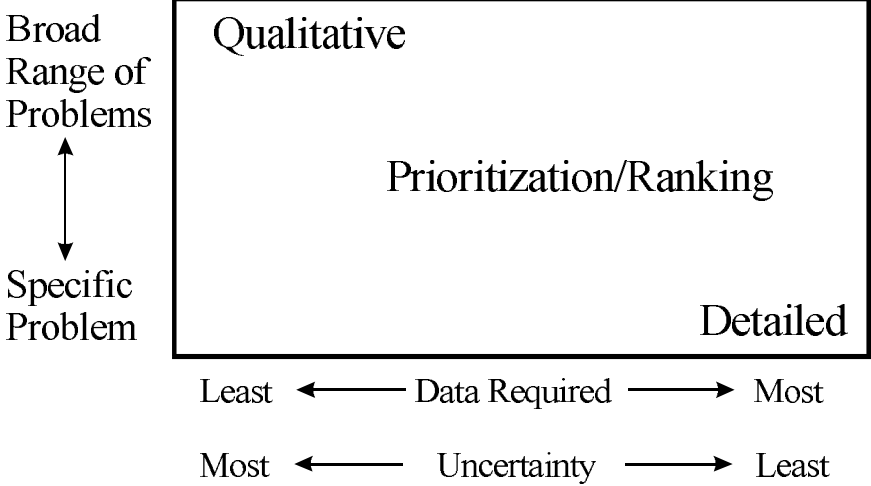 Broad
Range of
Problems
Specific
Problem
Qualitative
Prioritization/Ranking
Detailed
Least Data Required Most
Most Uncertainty Least